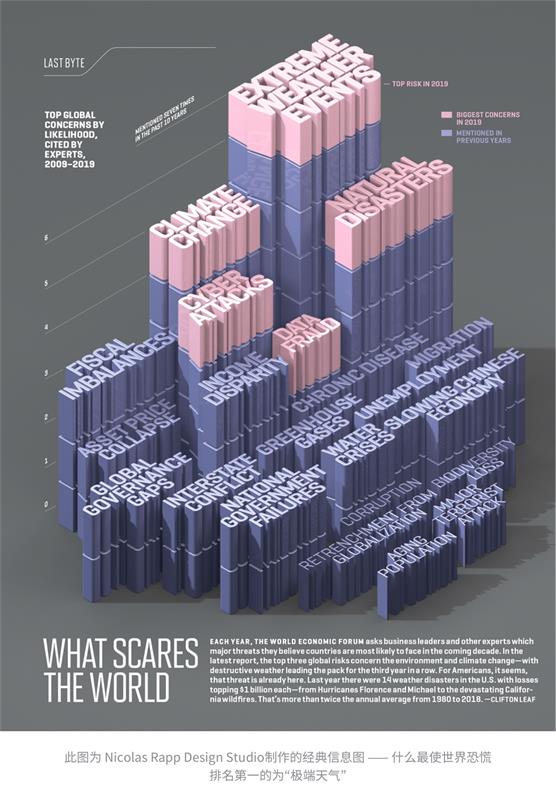 LAST BYTE
TOP GLOBAL
CONCERNS BY
LIKELIHOOD,
CITED BY
EXPERTS,
2009–2019
MENTIONED SEVEN TIMES
IN THE PAST 10 YEARS
EXTREME
WEATHER
EVENTS
TOP RISK IN 2019
BIGGEST CONCERNS
IN 2019
MENTIONED IN
PREVIOUS YEARS
NATURAL
DISASTERS
CLIMATE
CHANGE
6
5
4
3
2
1
0
CYBER-
ATTACKS
DATA
FRAUD
FISCAL
IMBALANCES
INCOME
DISPARITY
CHRONIC DISEASE
MIGRATION
UNEMPLOYMENT
SLOWING CHINESE
ECONOMY
ASSET PRICE
COLLAPSE
GREENHOUSE
GASES
WATER
CRISES
GLOBAL
GOVERNANCE
GAPS
INTERSTATE
CONFLICT
NATIONAL
GOVERNMENT
FAILURES
CORRUPTION
BIODIVERSITY
LOSS
RETRENCHMENT FROM
GLOBALIZATION
MAJOR
TERRORIST
ATTACK
AGING
POPULATION
WHAT SCARES
THE WORLD
EACH YEAR, THE WORLD ECONOMIC FORUM asks business leaders and other experts which
major threats they believe countries are most likely to face in the coming decade. In the
latest report, the top three global risks concern the environment and climate change—with
destructive weather leading the pack for the third year in a row. For Americans, it seems,
that threat is already here. Last year there were 14 weather disasters in the U.S. with losses
topping $1 billion each—from Hurricanes Florence and Michael to the devastating Califor-
nia wildfires. That's more than twice the annual average from 1980 to 2018. —CLIFTON LEAF
此图为 Nicolas Rapp Design Studio制作的经典信息图 —— 什么最使世界恐慌
排名第一的为“极端天气”